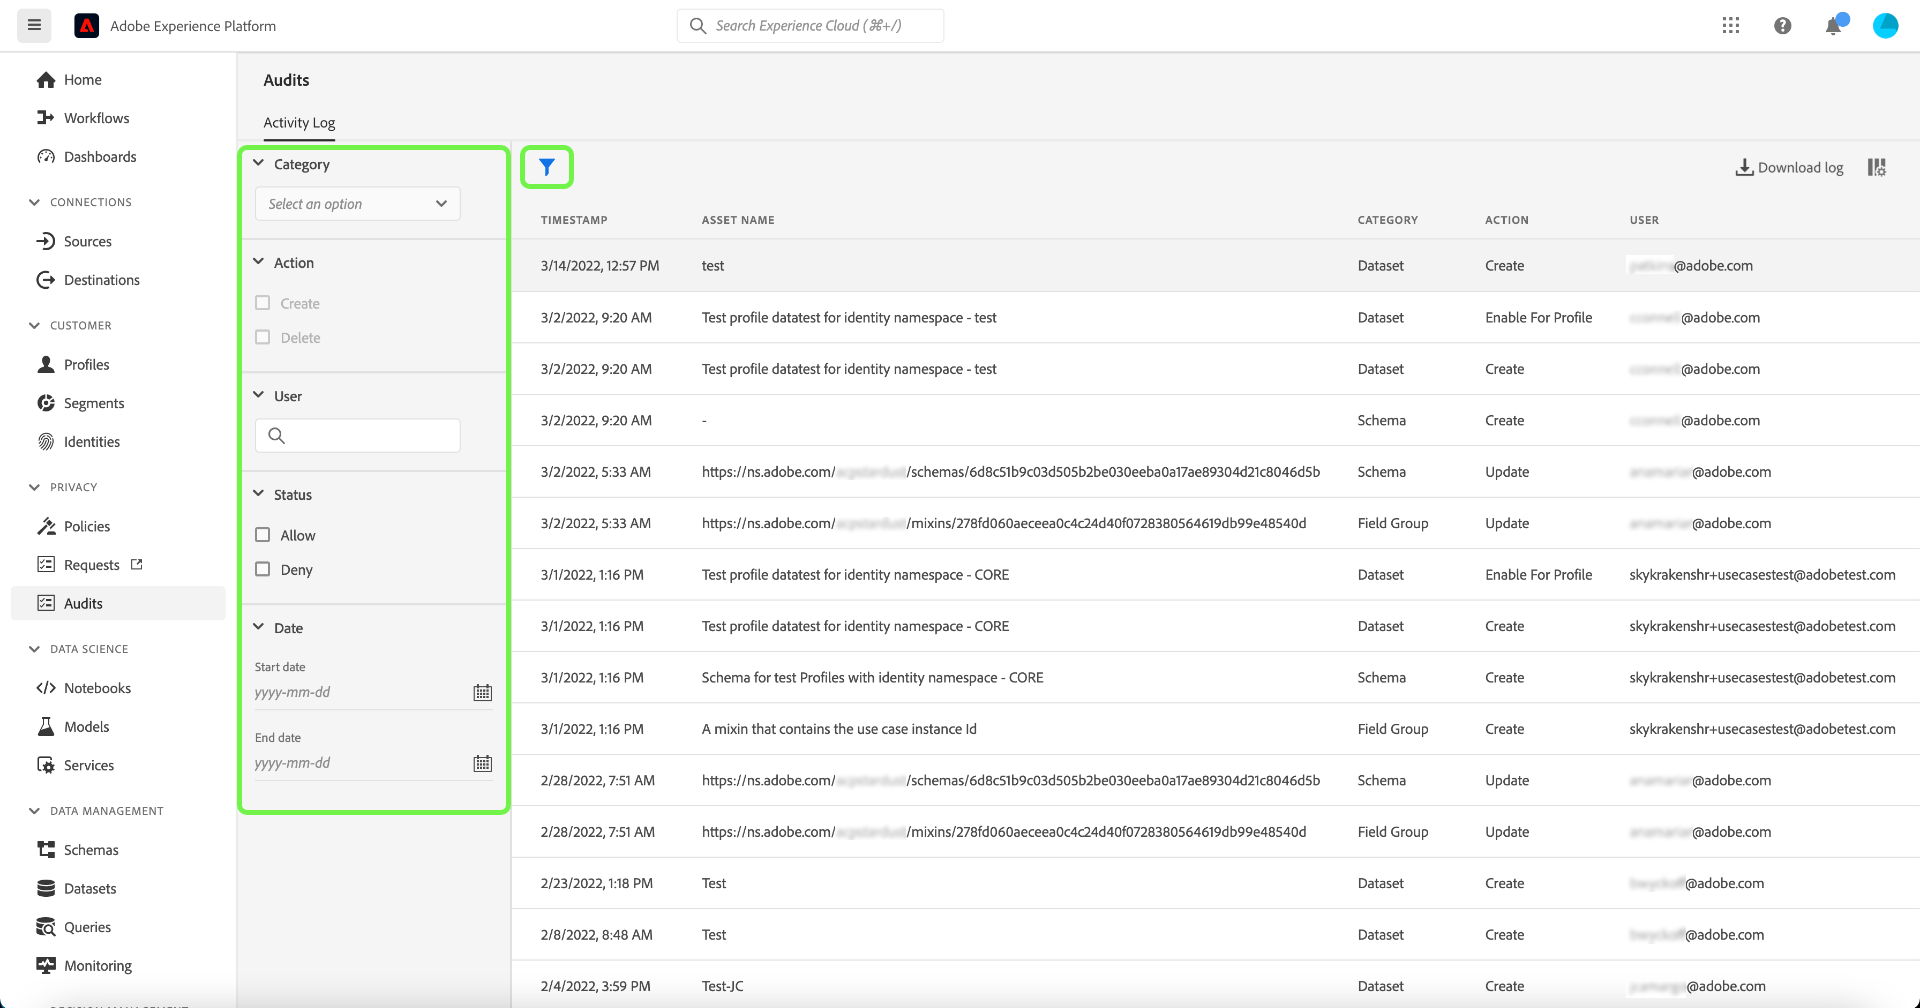 Adobe Experience Platform
Search Experience Cloud (⌘+/)
Home
Workflows
Dashboards
CONNECTIONS
Sources
Destinations
CUSTOMER
Profiles
Segments
Identities
PRIVACY
Policies
Requests
Audits
DATA SCIENCE
Notebooks
Models
Services
DATA MANAGEMENT
Schemas
Datasets
Queries
Monitoring
DECISION MANAGEMENT
Audits
Activity Log
Category
Select an option
Action
Create
Delete
User
Status
Allow
Deny
Date
Start date
yyyy-mm-dd
End date
yyyy-mm-dd
Download log
TIMESTAMP ASSET NAME CATEGORY ACTION USER
3/14/2022, 12:57 PM test Dataset Create @adobe.com
3/2/2022, 9:20 AM Test profile datatest for identity namespace - test Dataset Enable For Profile @adobe.com
3/2/2022, 9:20 AM Test profile datatest for identity namespace - test Dataset Create @adobe.com
3/2/2022, 9:20 AM - Schema Create @adobe.com
3/2/2022, 5:33 AM https://ns.adobe.com/ /schemas/6d8c51b9c03d505b2be030eeba0a17ae89304d21c8046d5b Schema Update @adobe.com
3/2/2022, 5:33 AM https://ns.adobe.com/ /mixins/278fd060aeceea0c4c24d40f0728380564619db99e48540d Field Group Update @adobe.com
3/1/2022, 1:16 PM Test profile datatest for identity namespace - CORE Dataset Enable For Profile skykrakenshr+usecasestest@adobetest.com
3/1/2022, 1:16 PM Test profile datatest for identity namespace - CORE Dataset Create skykrakenshr+usecasestest@adobetest.com
3/1/2022, 1:16 PM Schema for test Profiles with identity namespace - CORE Schema Create skykrakenshr+usecasestest@adobetest.com
3/1/2022, 1:16 PM A mixin that contains the use case instance Id Field Group Create skykrakenshr+usecasestest@adobetest.com
2/28/2022, 7:51 AM https://ns.adobe.com/ /schemas/6d8c51b9c03d505b2be030eeba0a17ae89304d21c8046d5b Schema Update @adobe.com
2/28/2022, 7:51 AM https://ns.adobe.com/ /mixins/278fd060aeceea0c4c24d40f0728380564619db99e48540d Field Group Update @adobe.com
2/23/2022, 1:18 PM Test Dataset Create @adobe.com
2/8/2022, 8:48 AM Test Dataset Create @adobe.com
2/4/2022, 3:59 PM Test-JC Dataset Create @adobe.com